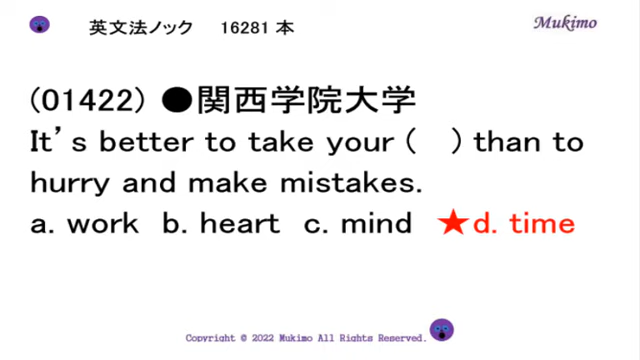 英文法ノック 16281 本
Mukimo
(01422) ●関西学院大学
It’s better to take your ( ) than to
hurry and make mistakes.
a. work b. heart c. mind ★d. time
Copyright © 2022 Mukimo All Rights Reserved.